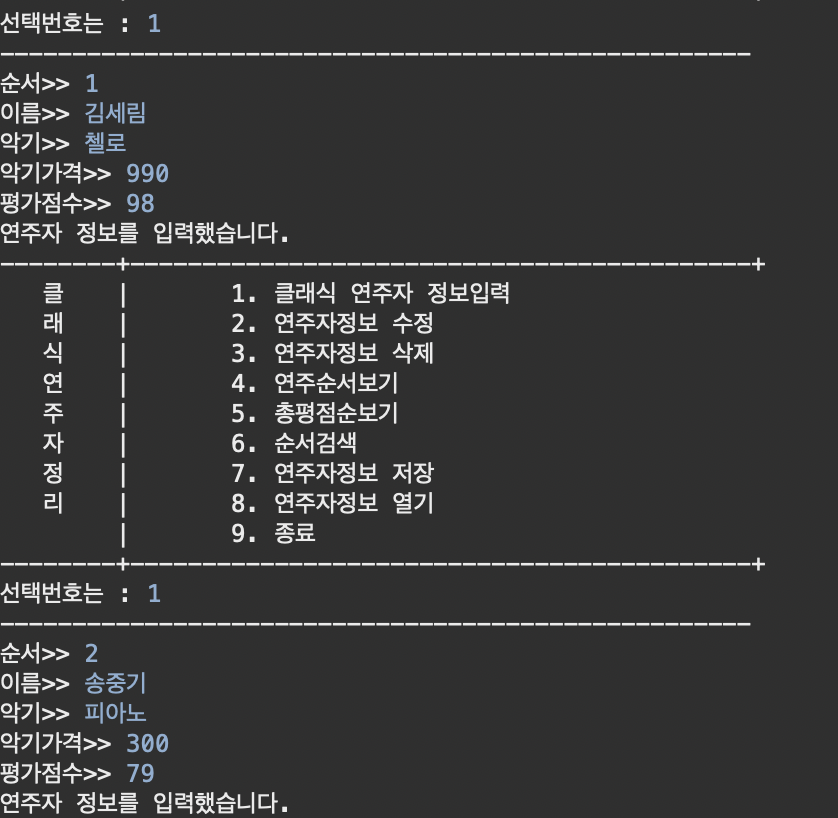 선택번호는 : 1
----------------------------------------------------
순서>> 1
이름>> 김세림
악기>> 첼로
악기가격>> 990
평가점수>> 98
연주자 정보를 입력했습니다.
--------+-------------------------------------------+
클 | 1. 클래식 연주자 정보입력
래 | 2. 연주자정보 수정
식 | 3. 연주자정보 삭제
연 | 4. 연주순서보기
주 | 5. 총평점순보기
자 | 6. 순서검색
정 | 7. 연주자정보 저장
리 | 8. 연주자정보 열기
| 9. 종료
--------+-------------------------------------------+
선택번호는 : 1
----------------------------------------------------
순서>> 2
이름>> 송중기
악기>> 피아노
악기가격>> 300
평가점수>> 79
연주자 정보를 입력했습니다.